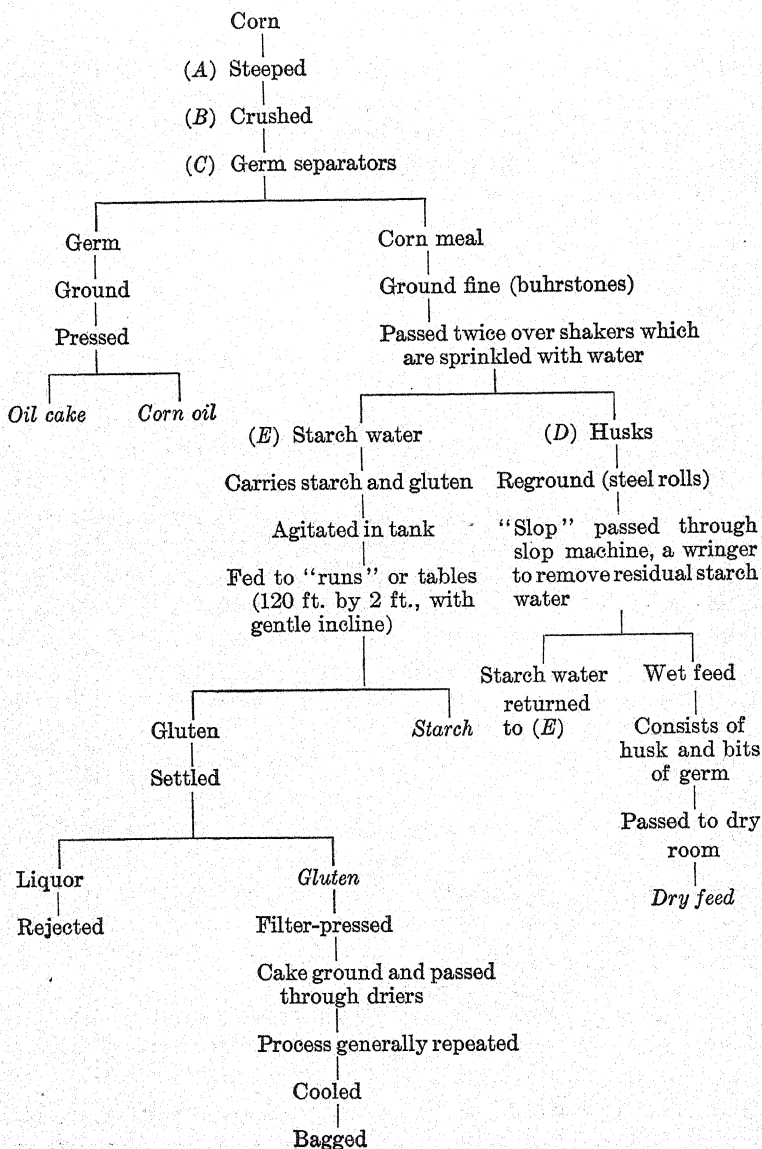 Corn
(A) Steeped
(B) Crushed
(C) Germ separators
Germ
Ground
Pressed
Oil cake
Corn oil
Corn meal
Ground fine (buhrstones)
Passed twice over shakers which
are sprinkled with water
(E) Starch water
Carries starch and gluten
Agitated in tank
Fed to “runs” or tables
(120 ft. by 2 ft., with
gentle incline)
(D) Husks
Reground (steel rolls)
“Slop” passed through
slop machine, a wringer
to remove residual starch
water
Starch water
returned
to (E)
Wet feed
Consists of
husk and bits
of germ
Passed to dry
room
Dry feed
Gluten
Settled
Starch
Liquor
Rejected
Gluten
Filter-pressed
Cake ground and passed
through driers
Process generally repeated
Cooled
Bagged